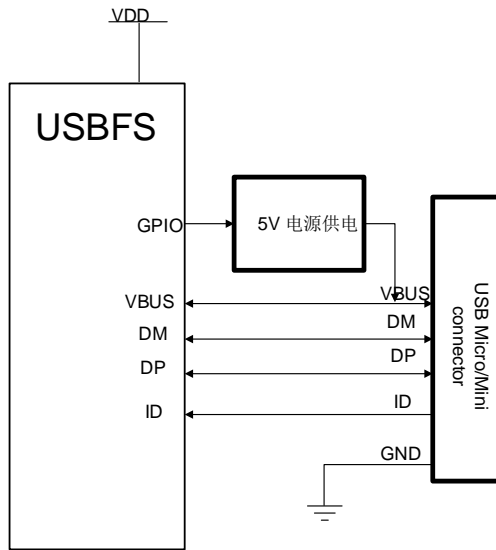 VDD
USBFS
GPIO
5V 电源供电
VBUS
VBUS
DM
DM
DP
DP
ID
ID
GND
USB Micro/Mini
connector